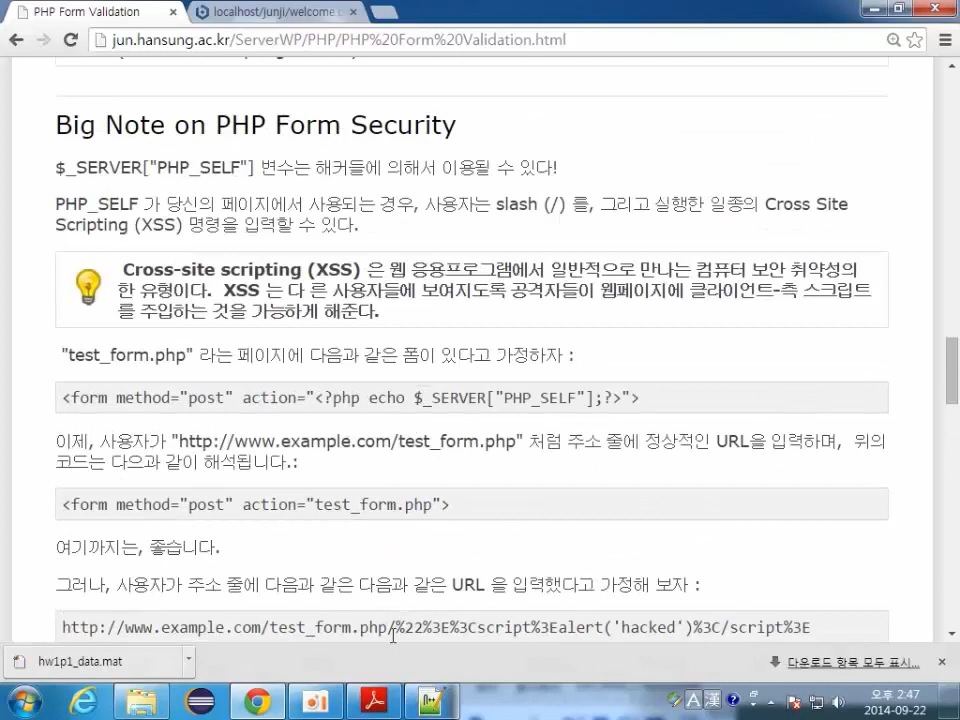 PHP Form Validation
localhost/junji/welcome.
jun.hansung.ac.kr/ServerWP/PHP/PHP%20Form%20Validation.html
Big Note on PHP Form Security
$_SERVER["PHP_SELF"] 변수는 해커들에 의해서 이용될 수 있다!
PHP_SELF 가 당신의 페이지에서 사용되는 경우, 사용자는 slash (/) 를, 그리고 실행한 일종의 Cross Site
Scripting (XSS) 명령을 입력할 수 있다.
Cross-site scripting (XSS) 은 웹 응용프로그램에서 일반적으로 만나는 컴퓨터 보안 취약성의
한 유형이다. XSS 는 다 른 사용자들에 보여지도록 공격자들이 웹페이지에 클라이언트-측 스크립트
를 주입하는 것을 가능하게 해준다.
"test_form.php" 라는 페이지에 다음과 같은 폼이 있다고 가정하자 :
<form method="post" action="<?php echo $_SERVER["PHP_SELF"];?>">
이제, 사용자가 "http://www.example.com/test_form.php" 처럼 주소 줄에 정상적인 URL을 입력하며, 위의
코드는 다으과 같이 해석됩니다.:
<form method="post" action="test_form.php">
여기까지는, 좋습니다.
그러나, 사용자가 주소 줄에 다음과 같은 다음과 같은 URL 을 입력했다고 가정해 보자 :
http://www.example.com/test_form.php/%22%3E%3Cscript%3Ealert('hacked')%3C/script%3E
hw1p1_data.mat
다운로드 항목 모두 표시...
A 漢
오후 2:47
2014-09-22